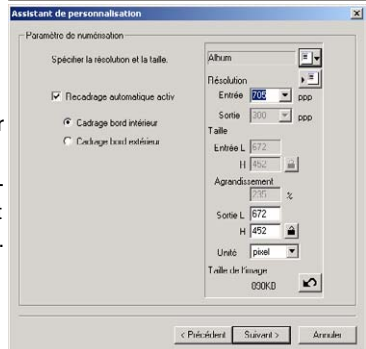 Assistant de personnalisation
Paramètre de numérisation
Spécifier la résolution et la taille.
Recadrage automatique activ
Cadrage bord intérieur
Cadrage bord extérieur
Album
Résolution
Entrée 705 ppp
Sortie 300 ppp
Taille
Entrée L 672
H 452
Agrandissement
235 %
Sortie L 672
H 452
Unité pixel
Taille de l'image
890KB
< Précédent
Suivant >
Annuler